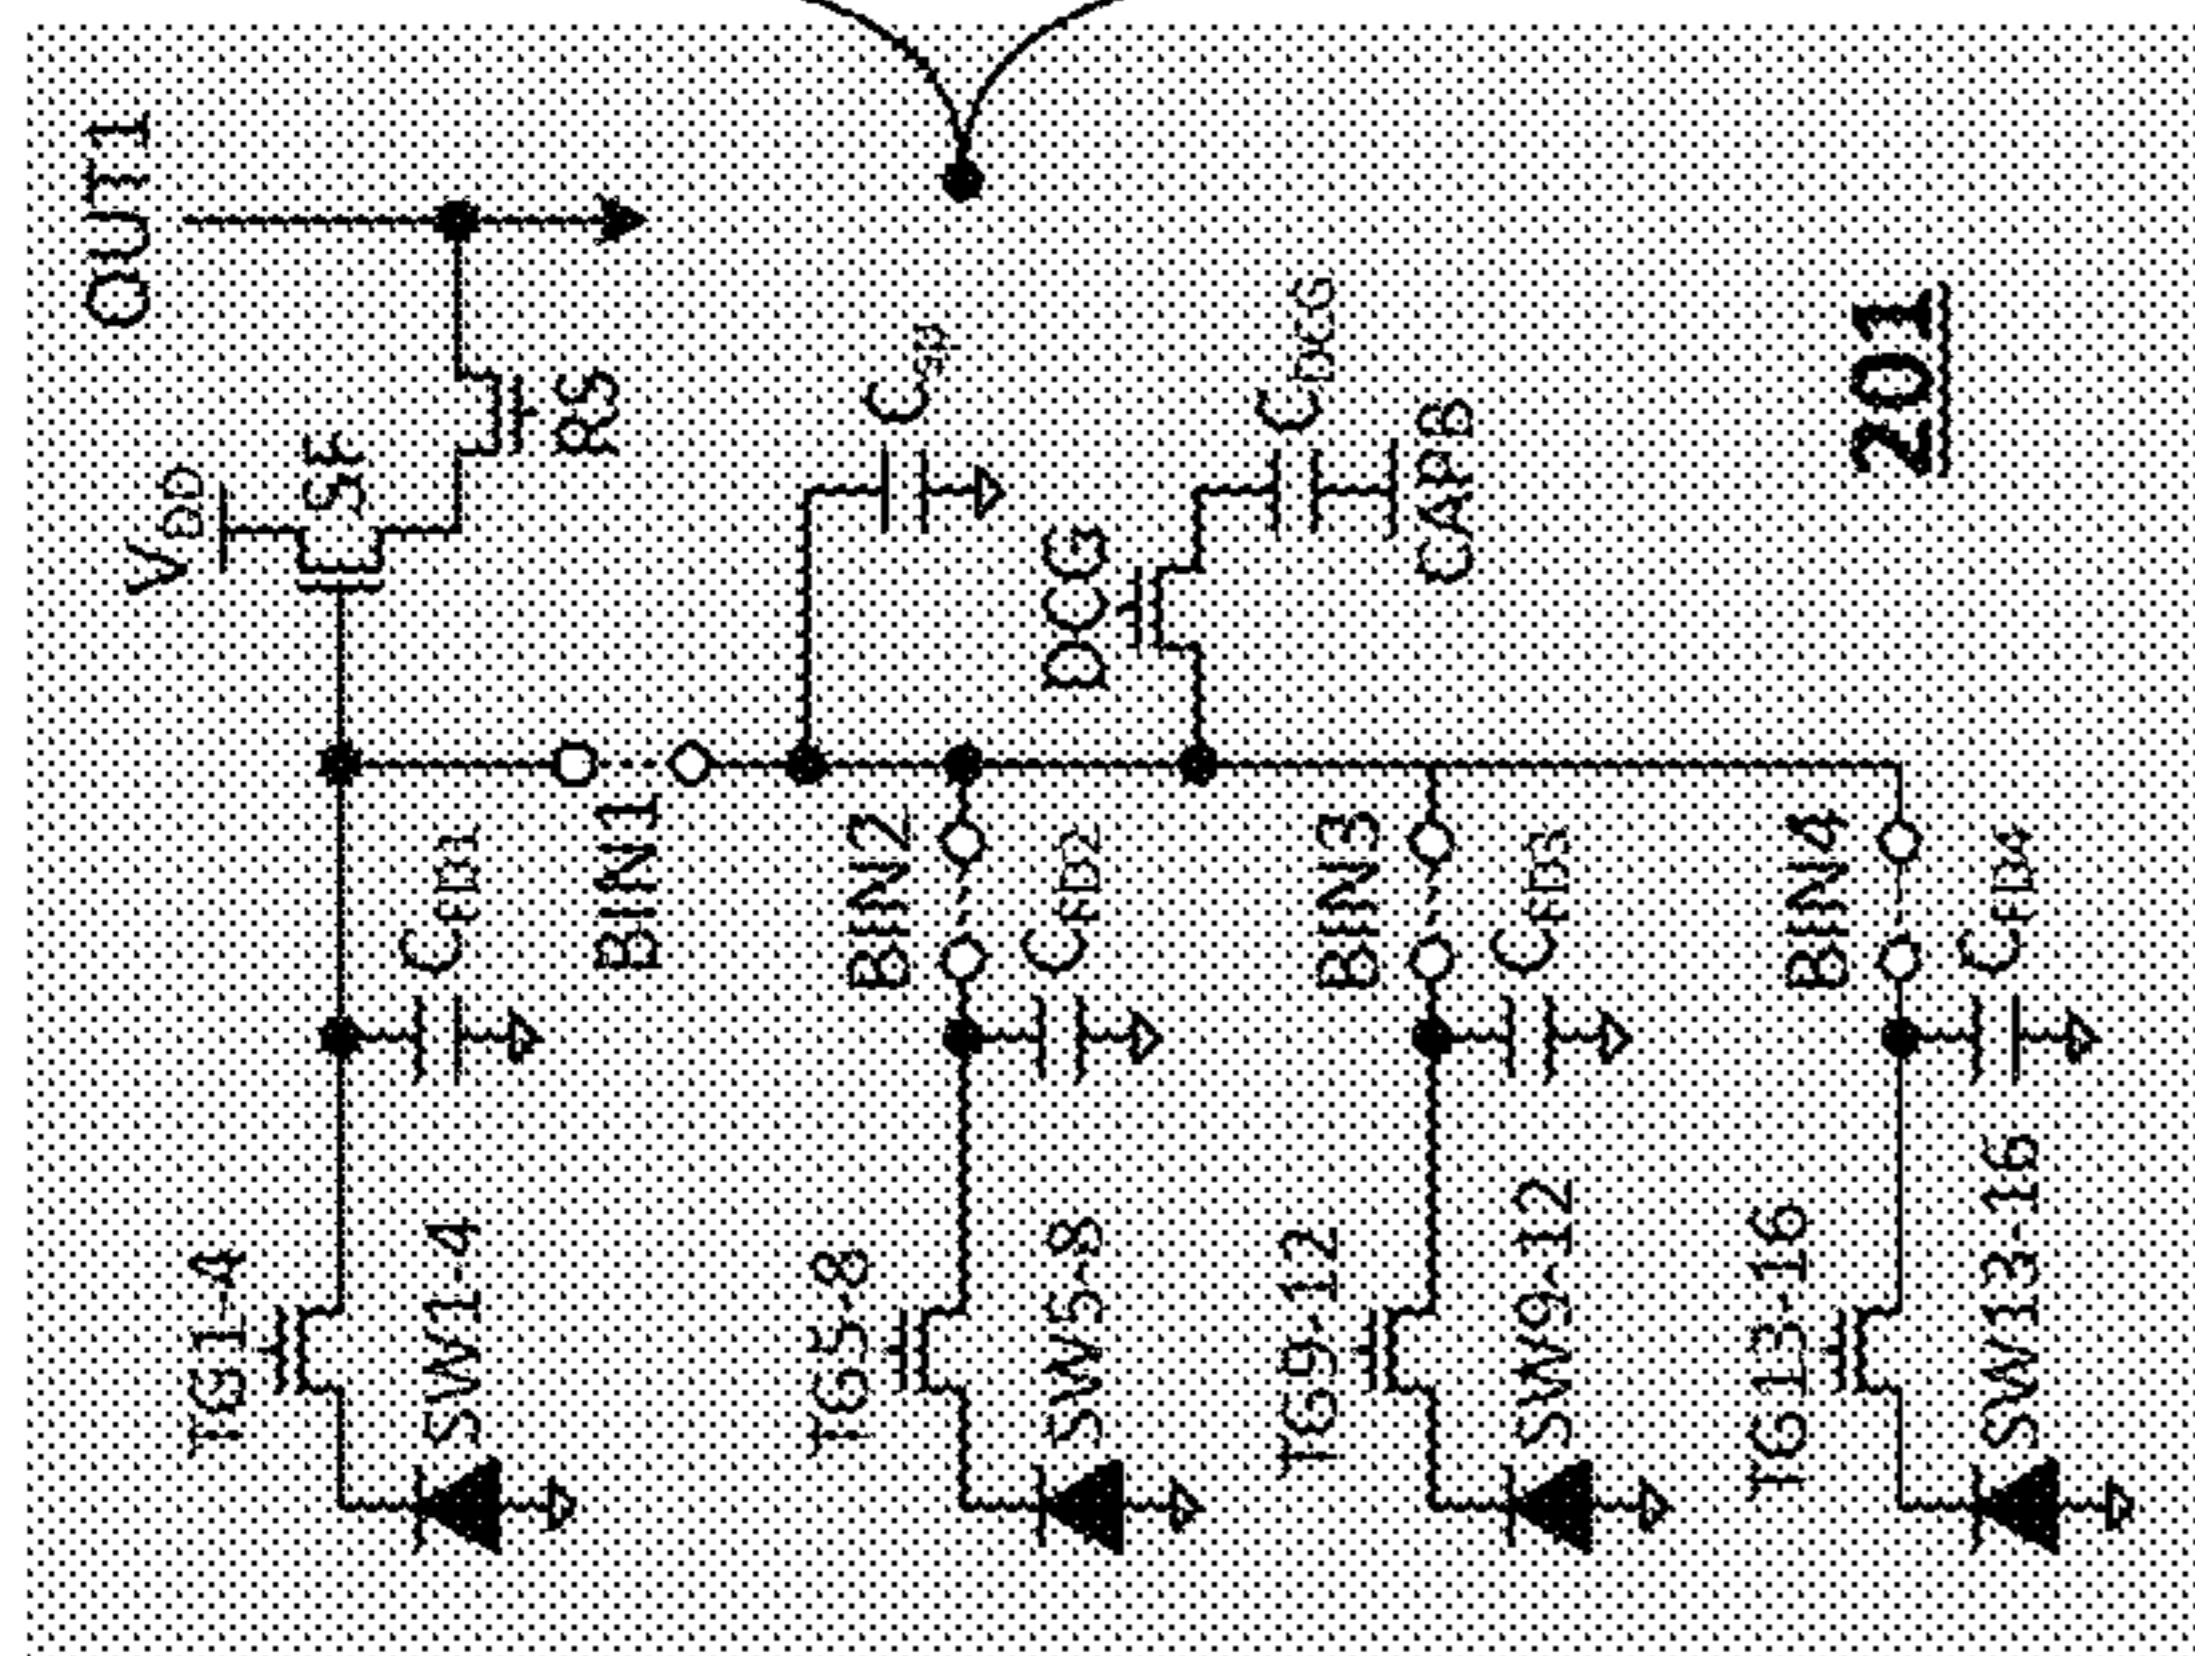 OUT1
VDD
SF
RS
TG1-4
CFD1
SW1-4
BIN1
DCG
CDCG
CAPB
BIN2
TG5-8
CFD2
SW5-8
BIN3
TG9-12
CFD3
SW9-12
BIN4
TG13-16
CFD4
SW13-16
201